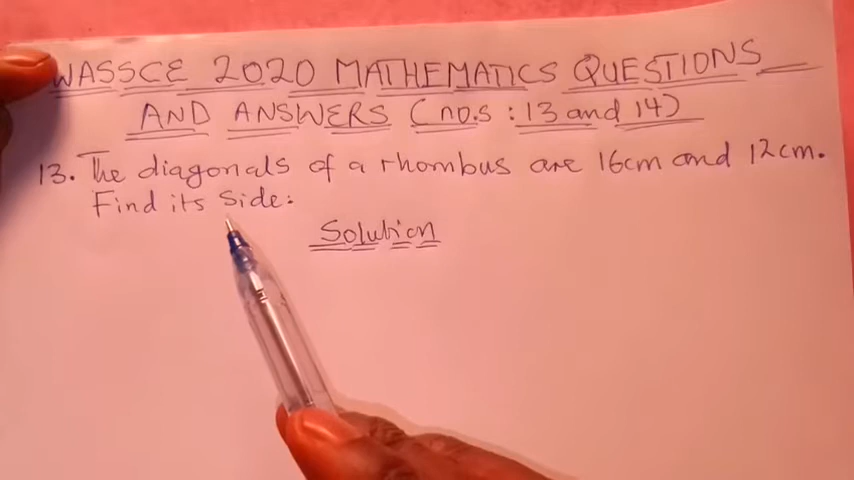 WASSCE 2020 MATHEMATICS QUESTIONS
AND ANSWERS (no.s : 13 and 14)
13. The diagonals of a rhombus are 16cm and 12cm.
Find its side:
Solution